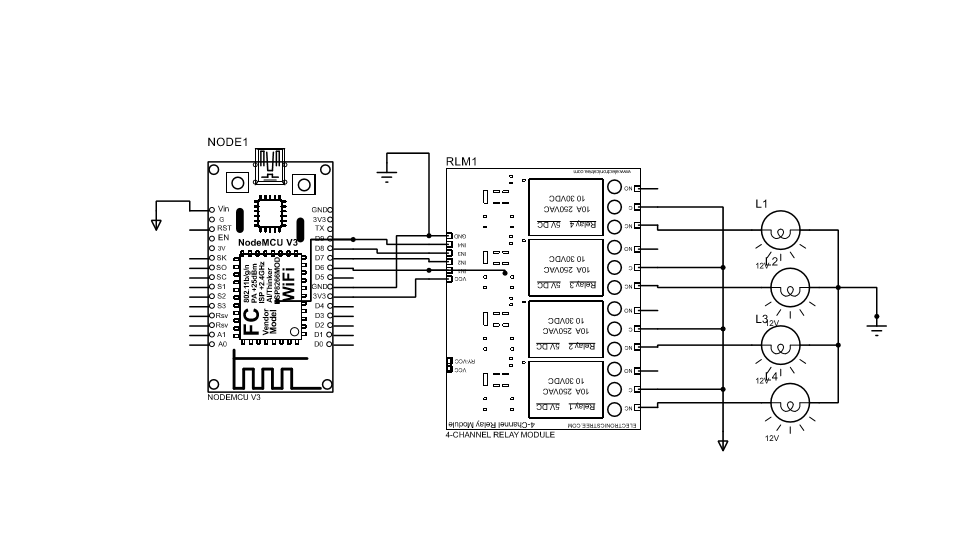 NODE1
RLM1
www.electronicstree.com
Vin
G
RST
EN
3V
SK
SO
SC
S1
S2
S3
Rsv
Rsv
A1
A0
GND
3V3
TX
D9
D8
D7
D6
D5
GND
3V3
D4
D3
D2
D1
D0
NodeMCU V3
802.11b/g/n
PA +25dBm
ISP +2.4GHz
AI/Thinker
ESP8266MOD
WiFi
FC
Vendor
Model
NODEMCU V3
GND
IN4
IN3
IN2
IN1
VCC
RY-VCC
VCC
10 30VDC
10A 250VAC
Relay 4 5V DC
10 30VDC
10A 250VAC
Relay 3 5V DC
10 30VDC
10A 250VAC
Relay 2 5V DC
10 30VDC
10A 250VAC
Relay 1 5V DC
NO
C
NC
NO
C
NC
NO
C
NC
NO
C
NC
4-Channel Relay Module
ELECTRONICSTREE.COM
4-CHANNEL RELAY MODULE
L1
12V
L2
12V
L3
12V
L4
12V